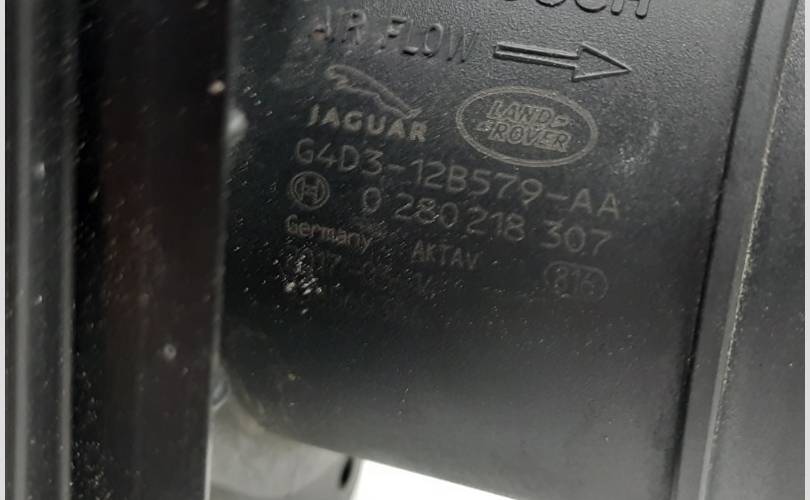 AIR FLOW
JAGUAR
LAND-
ROVER
G4D3-12B579-AA
0 280 218 307
Germany AKTAV
816